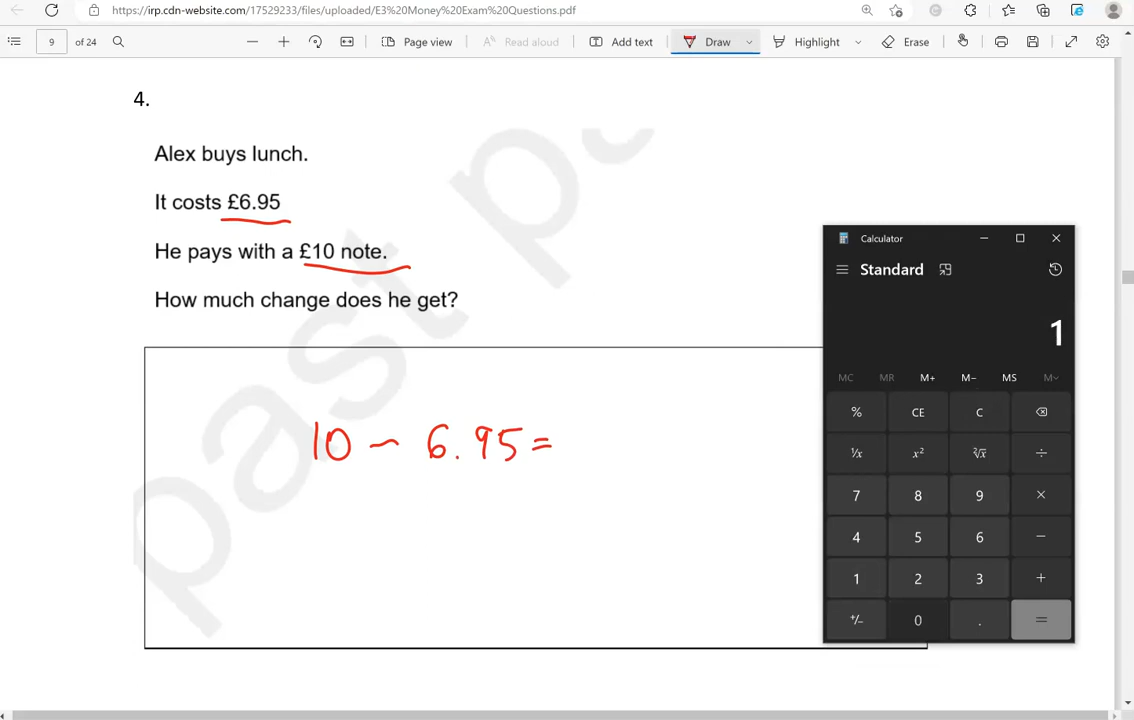 https://irp.cdn-website.com/17529233/files/uploaded/E3%20Money%20Exam%20Questions.pdf
9 of 24
Page view
Read aloud
Add text
Draw
Highlight
Erase
4.
Alex buys lunch.
It costs £6.95
He pays with a £10 note.
How much change does he get?
10 - 6.95 =
past p
Calculator
Standard
1
MC MR M+ M− MS M
% CE C
¹/x x² ²√x ÷
7 8 9 ×
4 5 6 −
1 2 3 +
+/− 0 . =